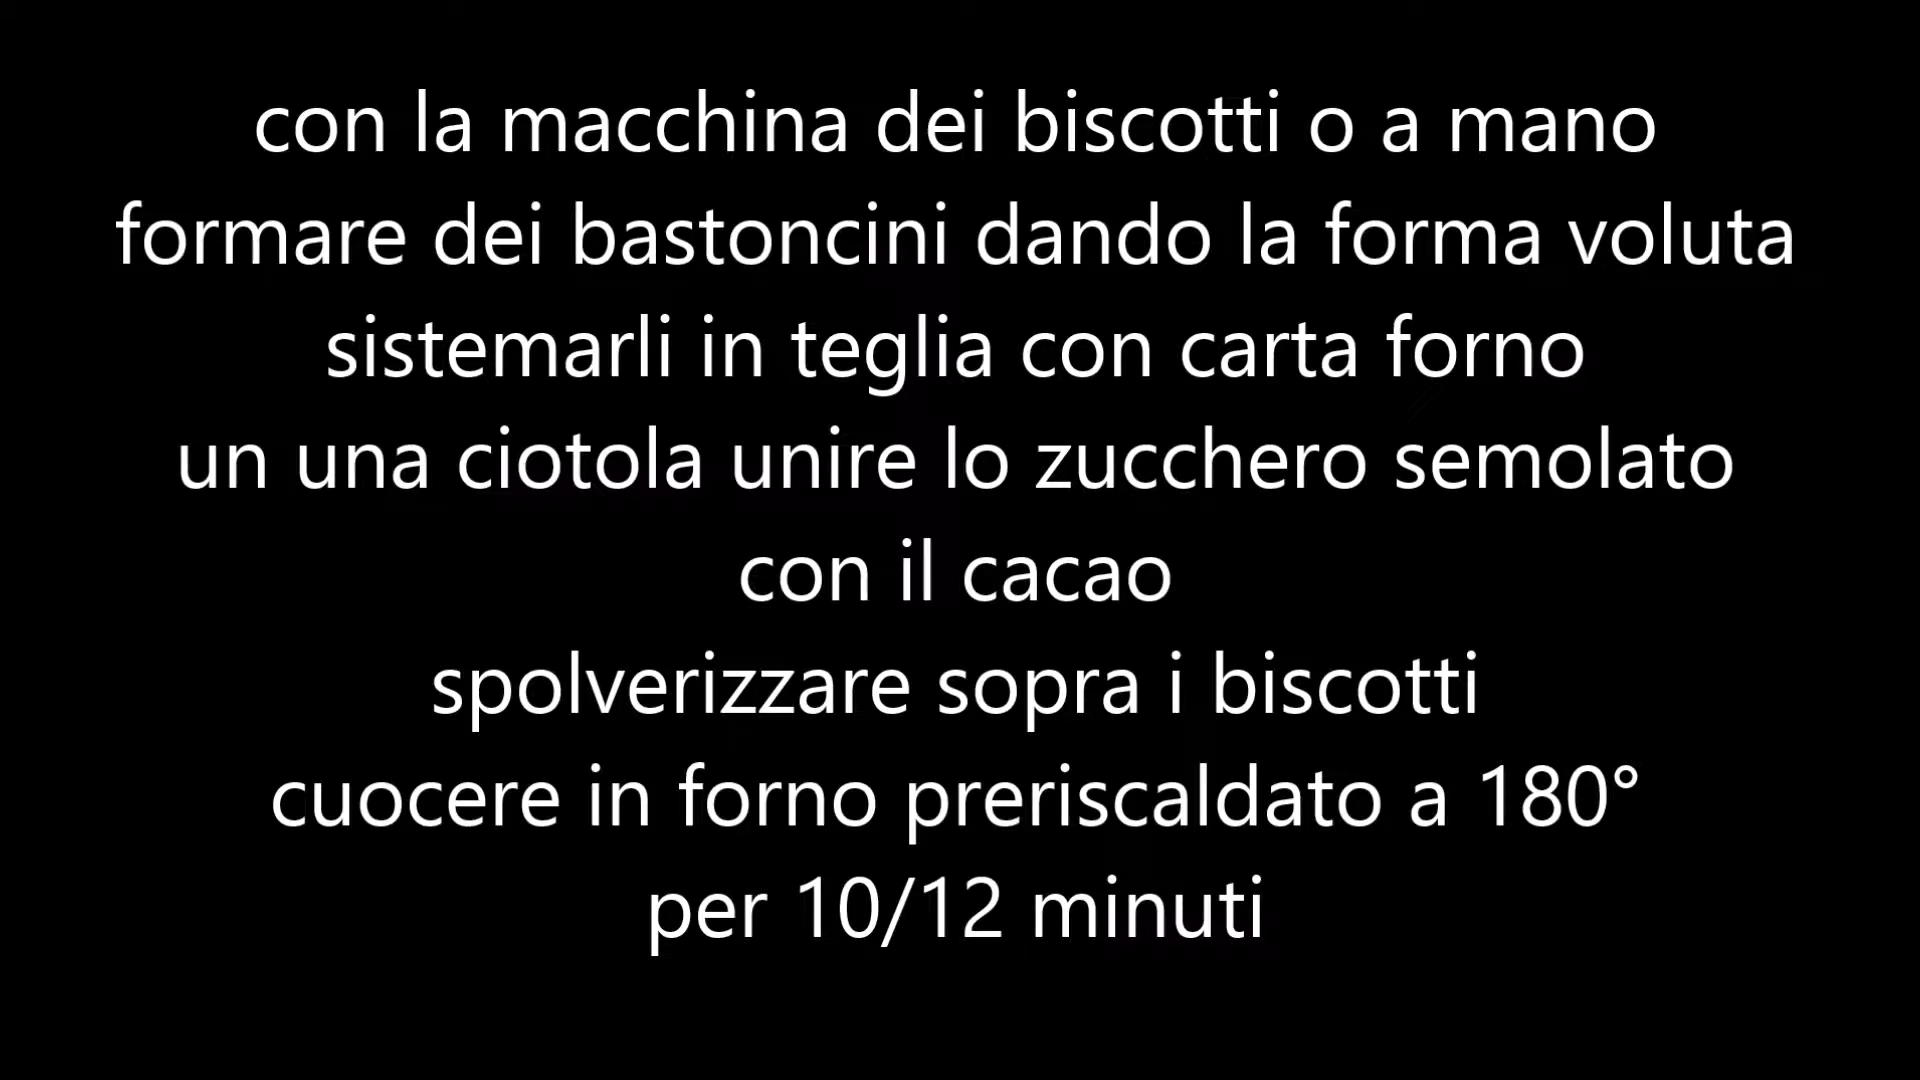 con la macchina dei biscotti o a mano
formare dei bastoncini dando la forma voluta
sistemarli in teglia con carta forno
un una ciotola unire lo zucchero semolato
con il cacao
spolverizzare sopra i biscotti
cuocere in forno preriscaldato a 180°
per 10/12 minuti